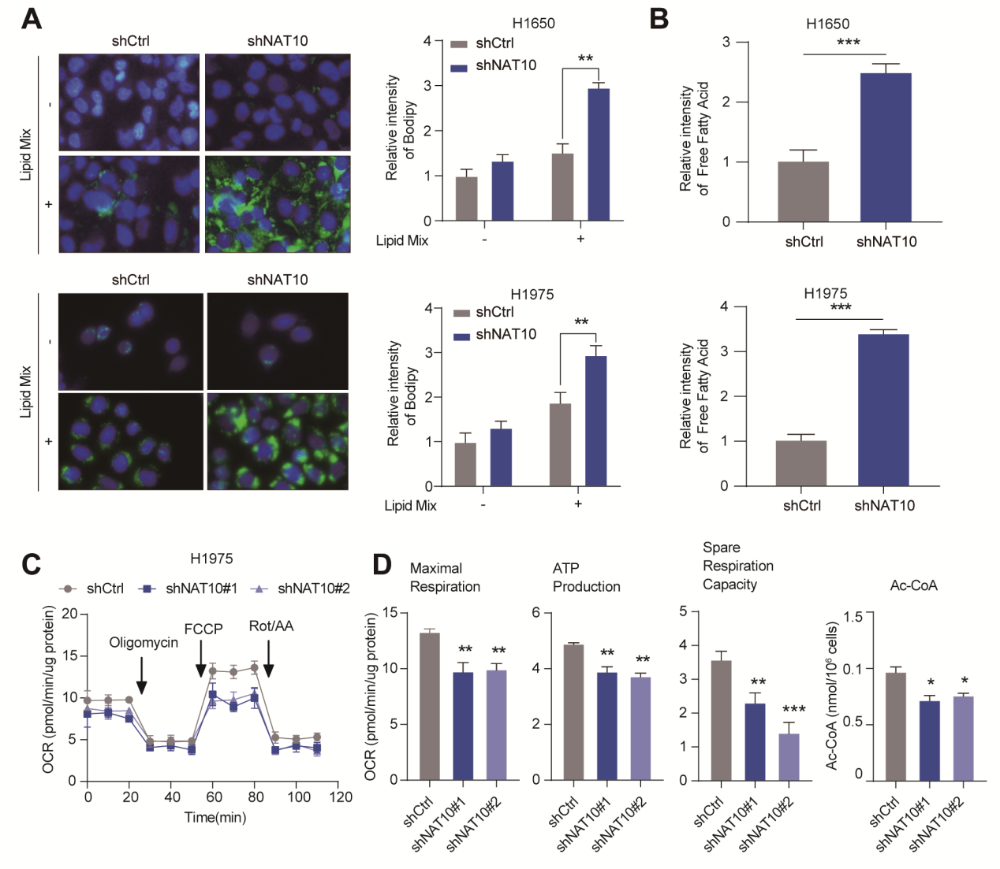 A
shCtrl
shNAT10
Lipid Mix
-
+
H1650
shCtrl
shNAT10
Relative intensity
of Bodipy
4
3
2
1
0
**
Lipid Mix
-
+
B
H1650
Relative intensity
of Free Fatty Acid
3
2
1
0
***
shCtrl
shNAT10
shCtrl
shNAT10
Lipid Mix
-
+
H1975
shCtrl
shNAT10
Relative intensity
of Bodipy
4
3
2
1
0
**
Lipid Mix
-
+
H1975
Relative intensity
of Free Fatty Acid
4
3
2
1
0
***
shCtrl
shNAT10
C
H1975
shCtrl
shNAT10#1
shNAT10#2
OCR (pmol/min/ug protein)
20
15
10
5
0
Oligomycin
FCCP
Rot/AA
0 20 40 60 80 100 120
Time(min)
D
Maximal
Respiration
OCR (pmol/min/ug protein)
15
10
5
0
**
**
shCtrl
shNAT10#1
shNAT10#2
ATP
Production
6
4
2
0
**
**
shCtrl
shNAT10#1
shNAT10#2
Spare
Respiration
Capacity
5
4
3
2
1
0
**
***
shCtrl
shNAT10#1
shNAT10#2
Ac-CoA
Ac-CoA (nmol/10⁶ cells)
1.5
0.1
0.5
0
*
*
shCtrl
shNAT10#1
shNAT10#2